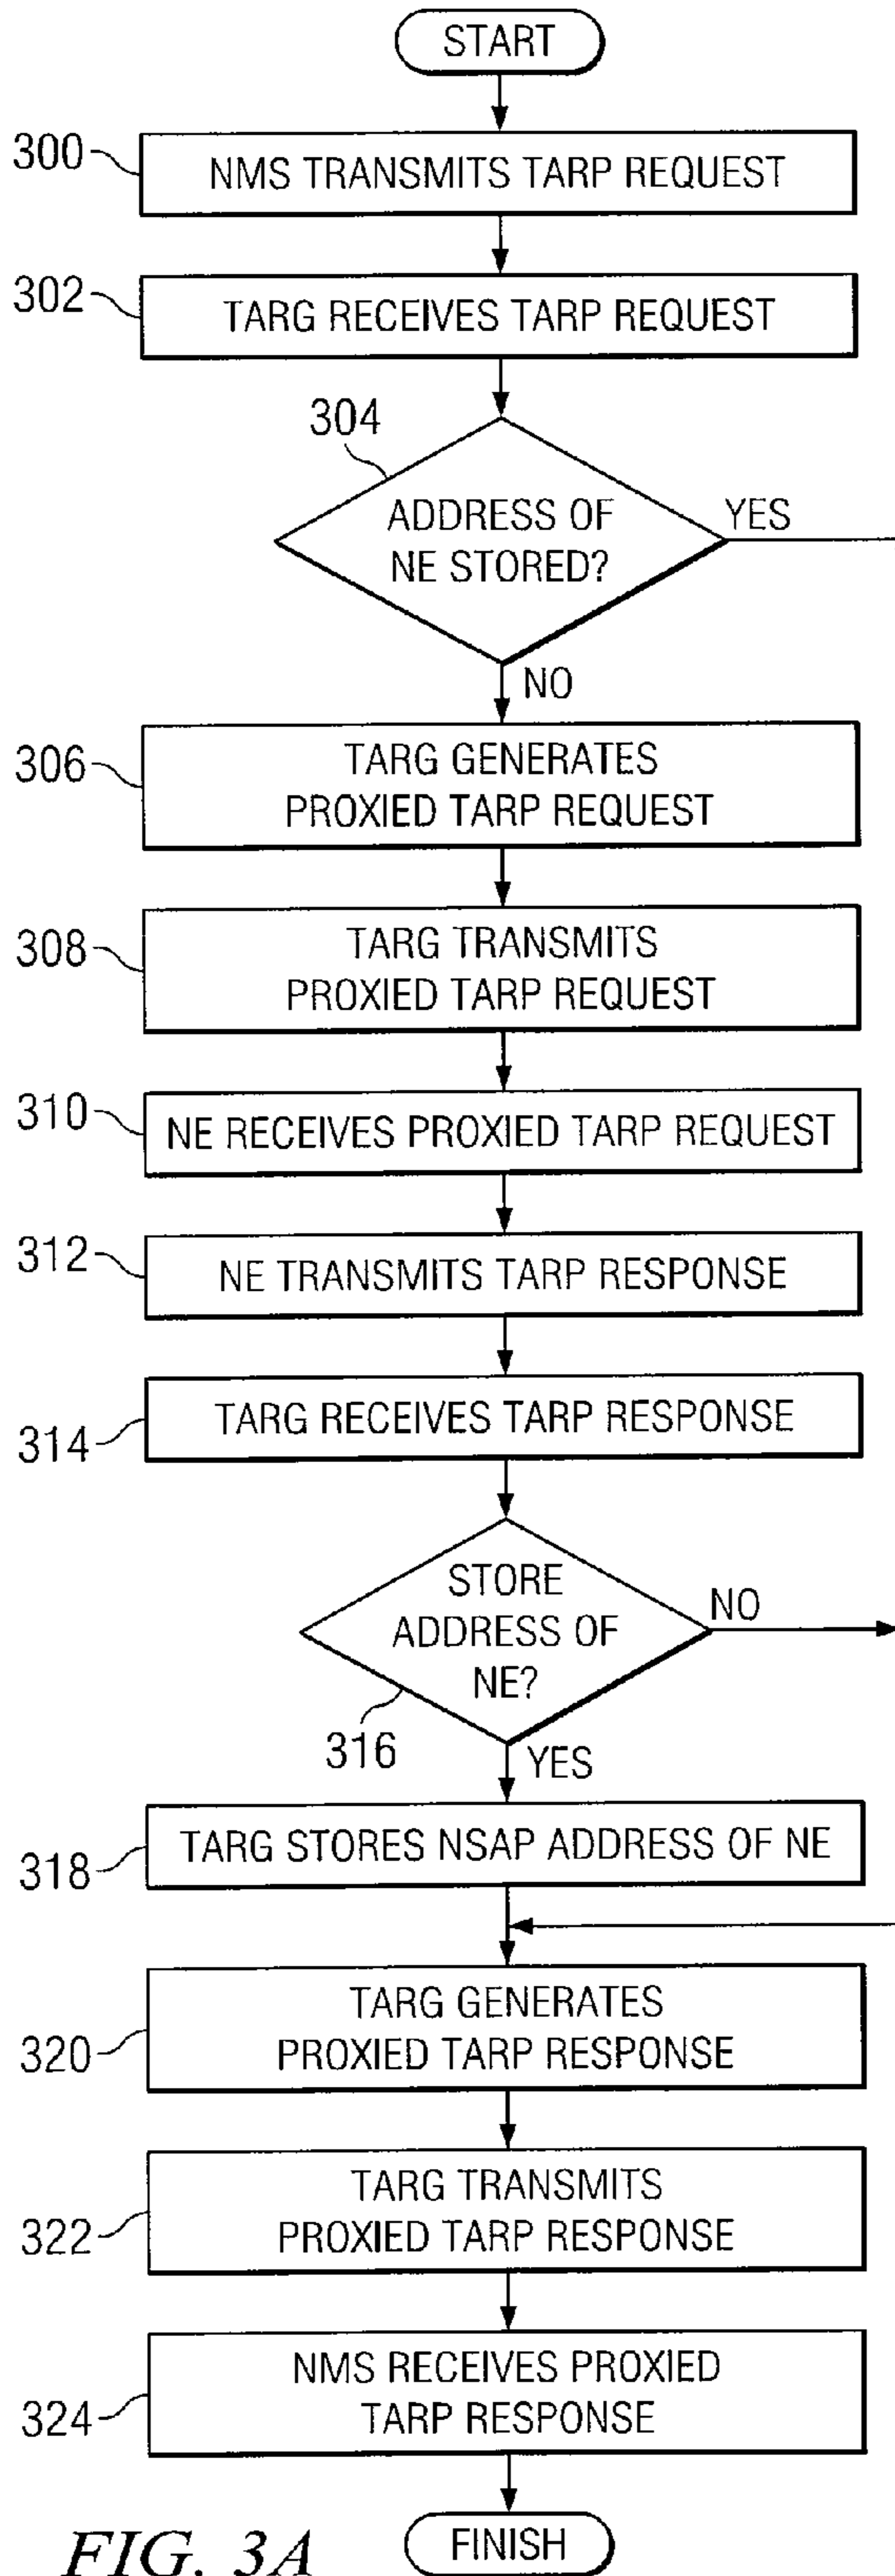 START
300
NMS TRANSMITS TARP REQUEST
302
TARG RECEIVES TARP REQUEST
304
ADDRESS OF
NE STORED?
YES
NO
306
TARG GENERATES
PROXIED TARP REQUEST
308
TARG TRANSMITS
PROXIED TARP REQUEST
310
NE RECEIVES PROXIED TARP REQUEST
312
NE TRANSMITS TARP RESPONSE
314
TARG RECEIVES TARP RESPONSE
STORE
ADDRESS OF
NE?
NO
316
YES
318
TARG STORES NSAP ADDRESS OF NE
320
TARG GENERATES
PROXIED TARP RESPONSE
322
TARG TRANSMITS
PROXIED TARP RESPONSE
324
NMS RECEIVES PROXIED
TARP RESPONSE
FINISH
FIG. 3A